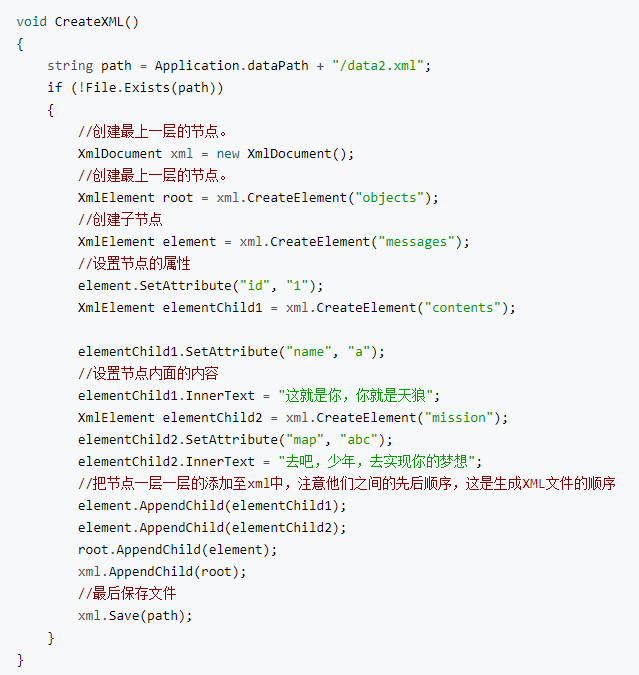 void CreateXML()
{
    string path = Application.dataPath + "/data2.xml";
    if (!File.Exists(path))
    {
        //创建最上一层的节点。
        XmlDocument xml = new XmlDocument();
        //创建最上一层的节点。
        XmlElement root = xml.CreateElement("objects");
        //创建子节点
        XmlElement element = xml.CreateElement("messages");
        //设置节点的属性
        element.SetAttribute("id", "1");
        XmlElement elementChild1 = xml.CreateElement("contents");

        elementChild1.SetAttribute("name", "a");
        //设置节点内面的内容
        elementChild1.InnerText = "这就是你，你就是天狼";
        XmlElement elementChild2 = xml.CreateElement("mission");
        elementChild2.SetAttribute("map", "abc");
        elementChild2.InnerText = "去吧，少年，去实现你的梦想";
        //把节点一层一层的添加至xml中，注意他们之间的先后顺序，这是生成XML文件的顺序
        element.AppendChild(elementChild1);
        element.AppendChild(elementChild2);
        root.AppendChild(element);
        xml.AppendChild(root);
        //最后保存文件
        xml.Save(path);
    }
}